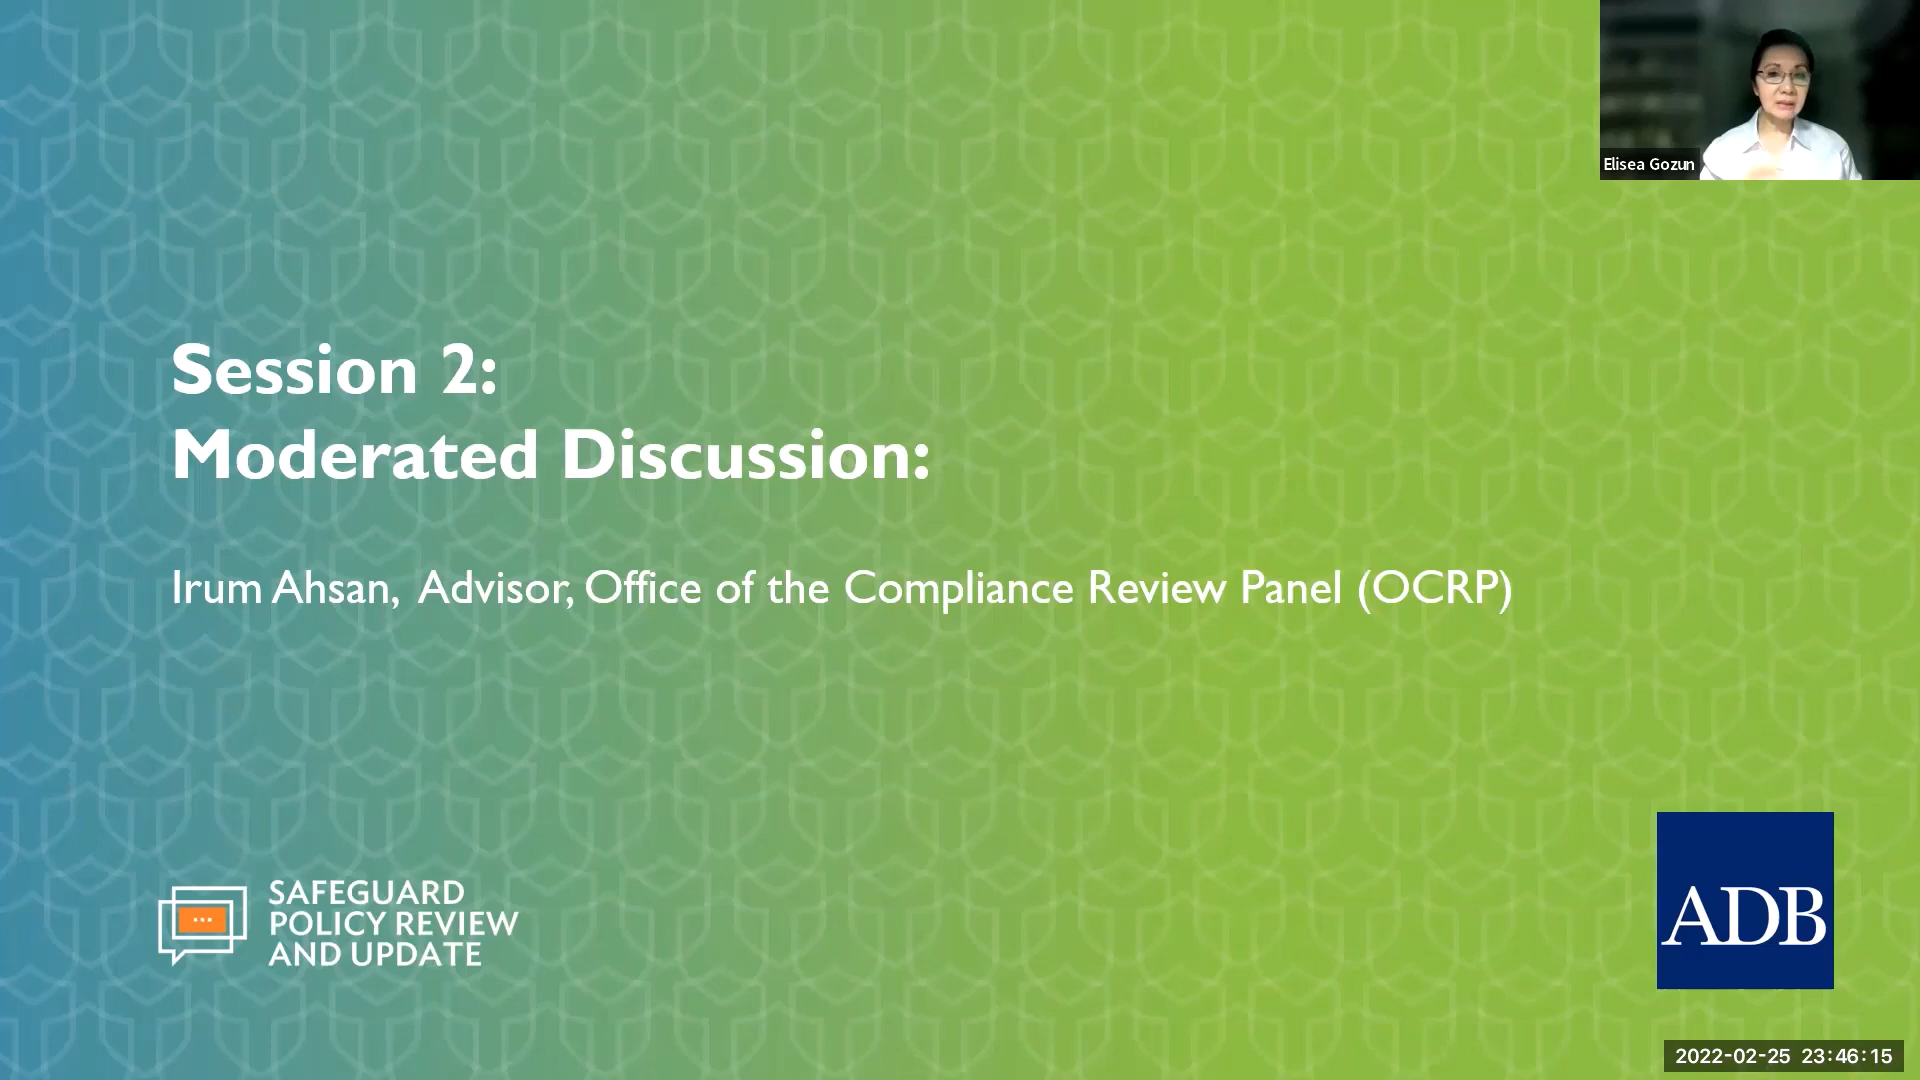 Elisea Gozun
Session 2:
Moderated Discussion:
Irum Ahsan, Advisor, Office of the Compliance Review Panel (OCRP)
SAFEGUARD
POLICY REVIEW
AND UPDATE
ADB
2022-02-25 23:46:15